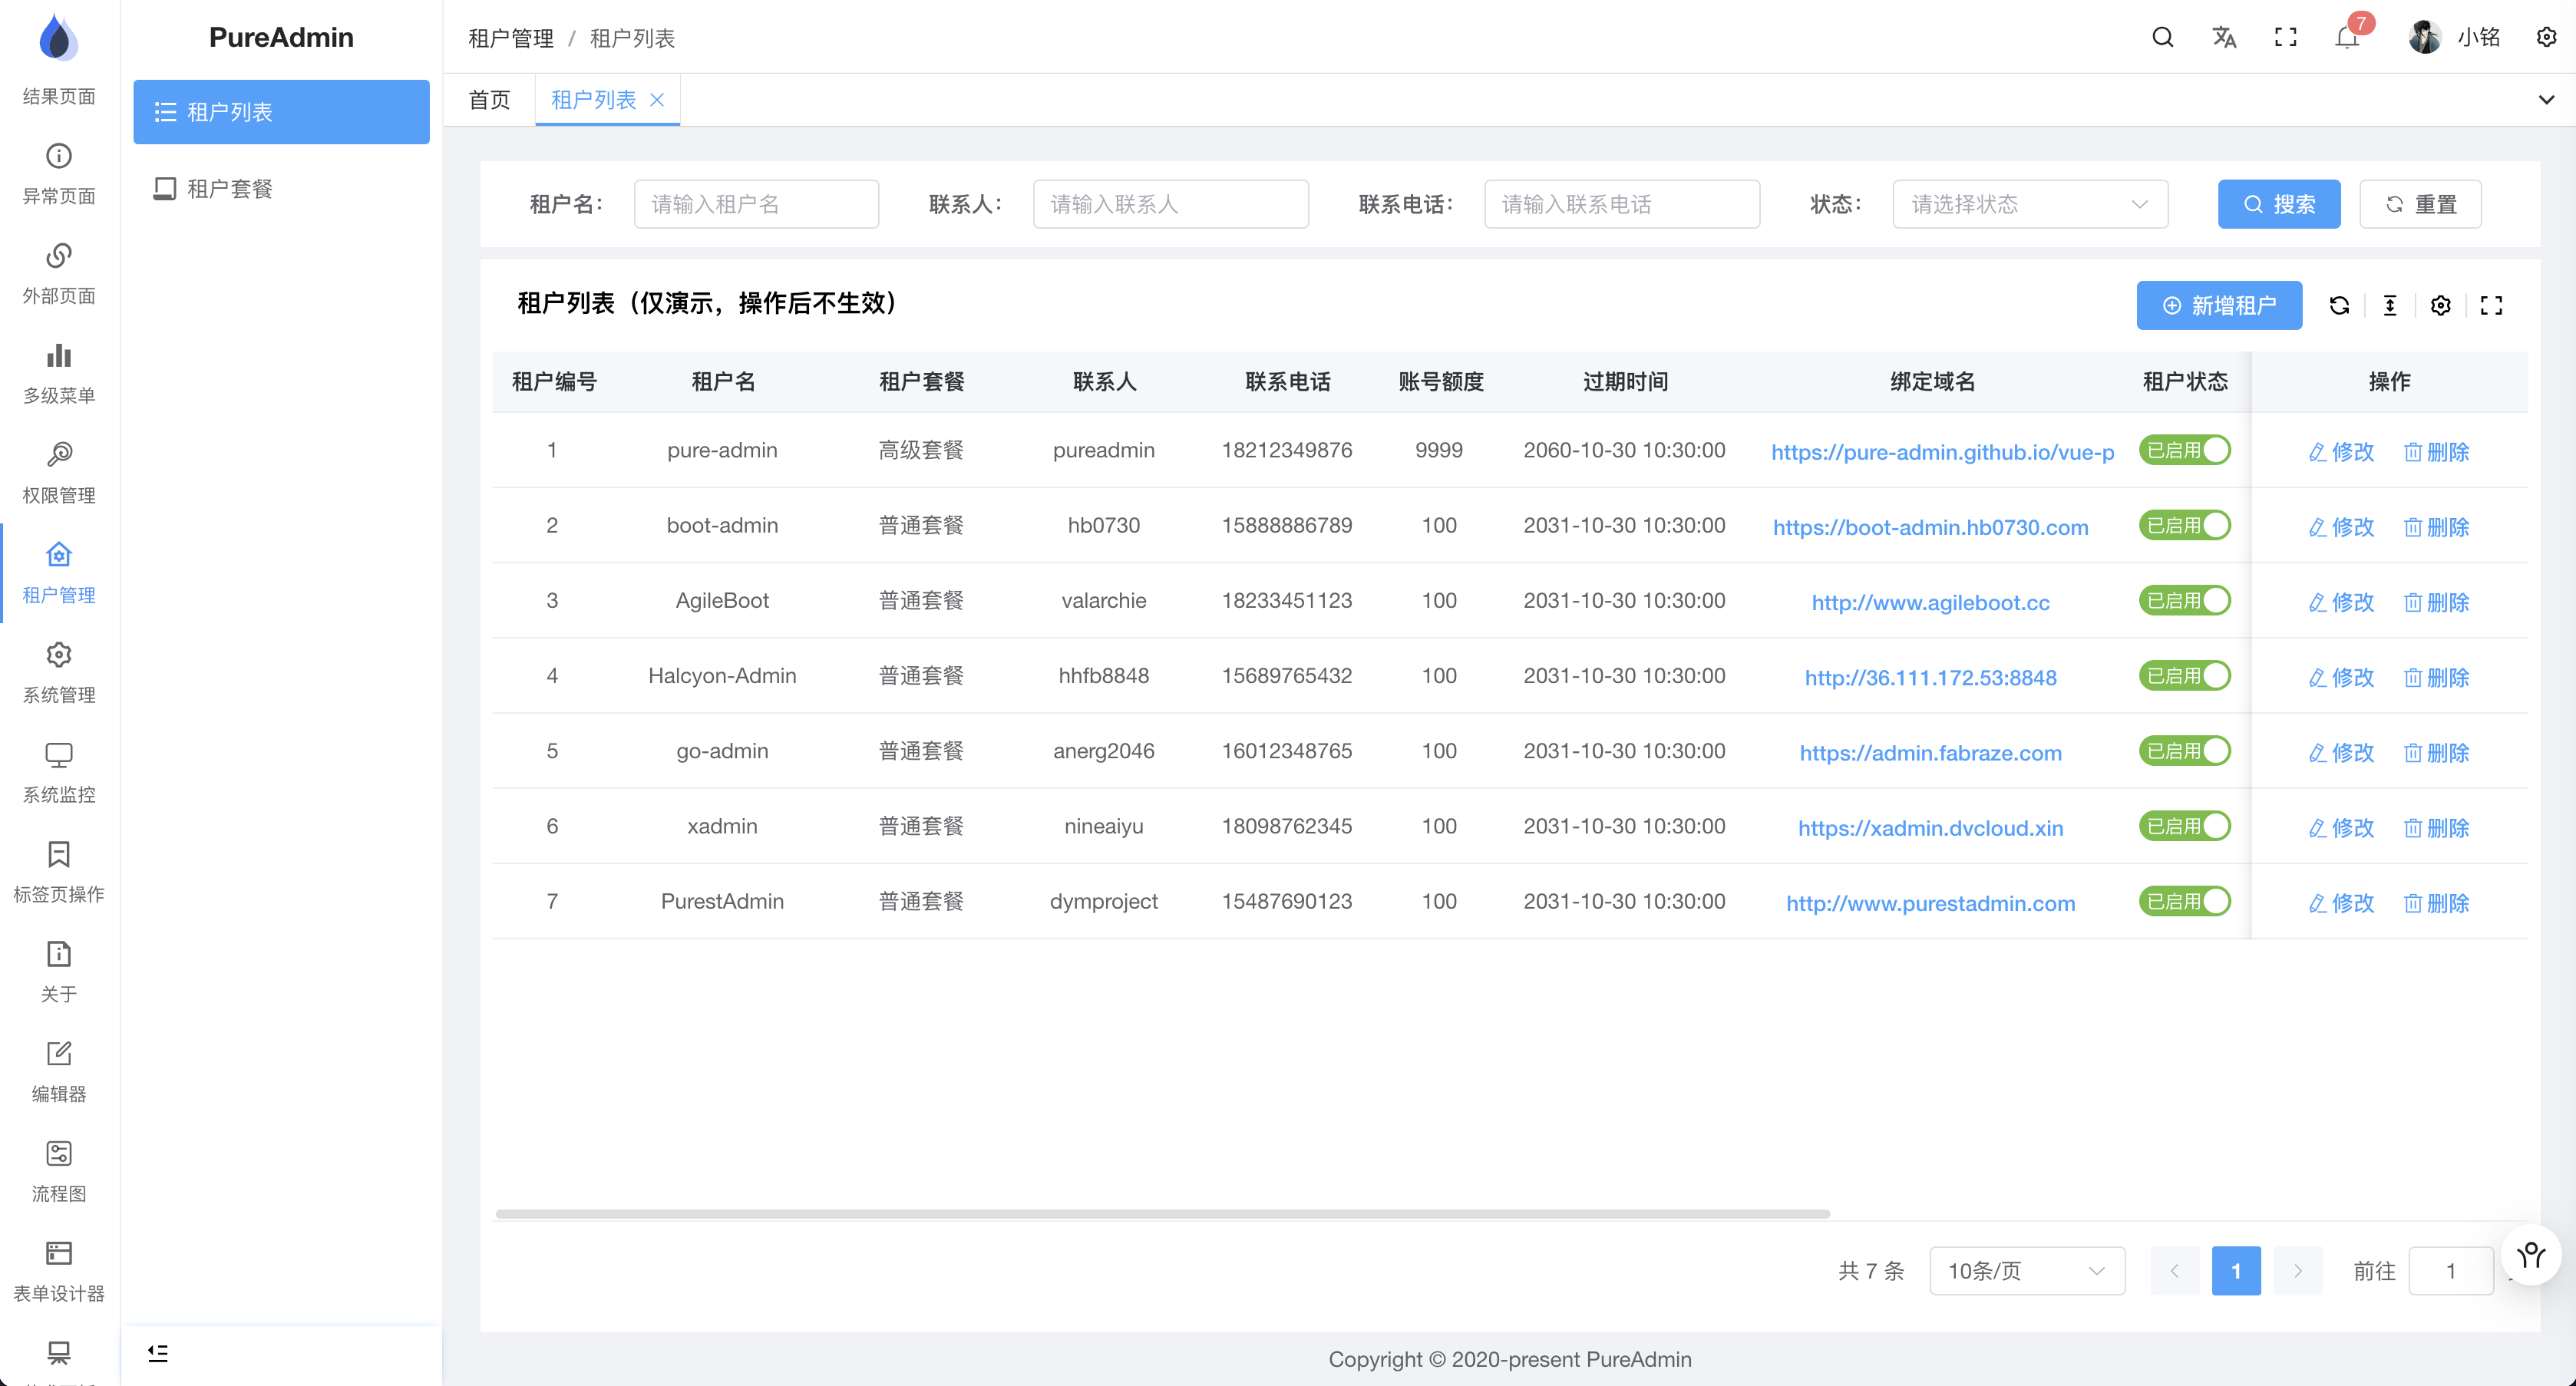 PureAdmin
结果页面
异常页面
外部页面
多级菜单
权限管理
租户管理
系统管理
系统监控
标签页操作
关于
编辑器
流程图
表单设计器
租户列表
租户套餐
租户管理 / 租户列表
7
小铭
首页 租户列表
租户名： 请输入租户名 联系人： 请输入联系人 联系电话： 请输入联系电话 状态： 请选择状态 搜索 重置
租户列表（仅演示，操作后不生效） 新增租户
租户编号 租户名 租户套餐 联系人 联系电话 账号额度 过期时间 绑定域名 租户状态 操作
1 pure-admin 高级套餐 pureadmin 18212349876 9999 2060-10-30 10:30:00 https://pure-admin.github.io/vue-p 已启用 修改 删除
2 boot-admin 普通套餐 hb0730 15888886789 100 2031-10-30 10:30:00 https://boot-admin.hb0730.com 已启用 修改 删除
3 AgileBoot 普通套餐 valarchie 18233451123 100 2031-10-30 10:30:00 http://www.agileboot.cc 已启用 修改 删除
4 Halcyon-Admin 普通套餐 hhfb8848 15689765432 100 2031-10-30 10:30:00 http://36.111.172.53:8848 已启用 修改 删除
5 go-admin 普通套餐 anerg2046 16012348765 100 2031-10-30 10:30:00 https://admin.fabraze.com 已启用 修改 删除
6 xadmin 普通套餐 nineaiyu 18098762345 100 2031-10-30 10:30:00 https://xadmin.dvcloud.xin 已启用 修改 删除
7 PurestAdmin 普通套餐 dymproject 15487690123 100 2031-10-30 10:30:00 http://www.purestadmin.com 已启用 修改 删除
共 7 条 10条/页 1 前往 1
Copyright © 2020-present PureAdmin